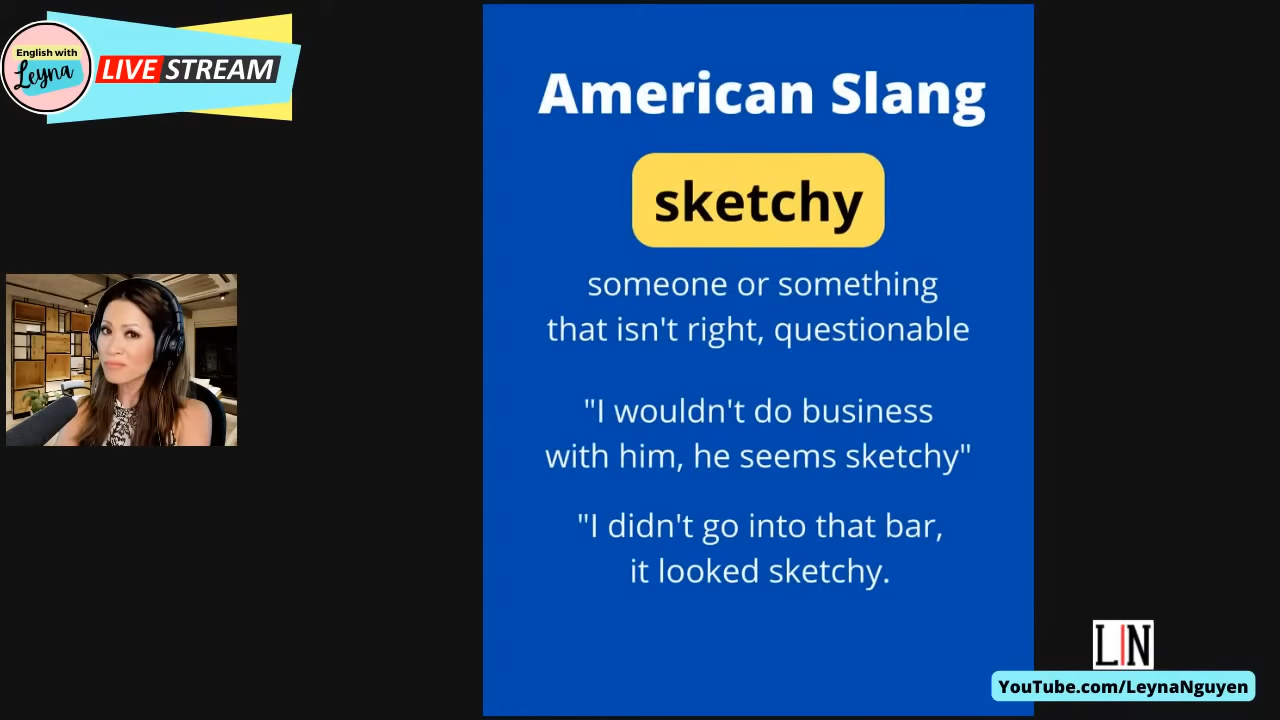 English with
Leyna
LIVE STREAM
American Slang
sketchy
someone or something
that isn't right, questionable
"I wouldn't do business
with him, he seems sketchy"
"I didn't go into that bar,
it looked sketchy.
LIN
YouTube.com/LeynaNguyen